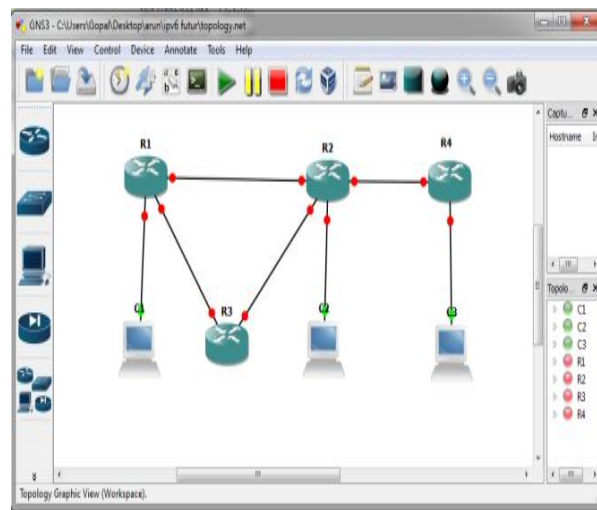 GNS3 - C:\Users\Gopal\Desktop\arun\ipv6 futur\topology.net
File Edit View Control Device Annotate Tools Help
Captu...
Hostname
R1
R2
R4
C1
R3
C2
C3
Topolo...
C1
C2
C3
R1
R2
R3
R4
Topology Graphic View (Workspace).